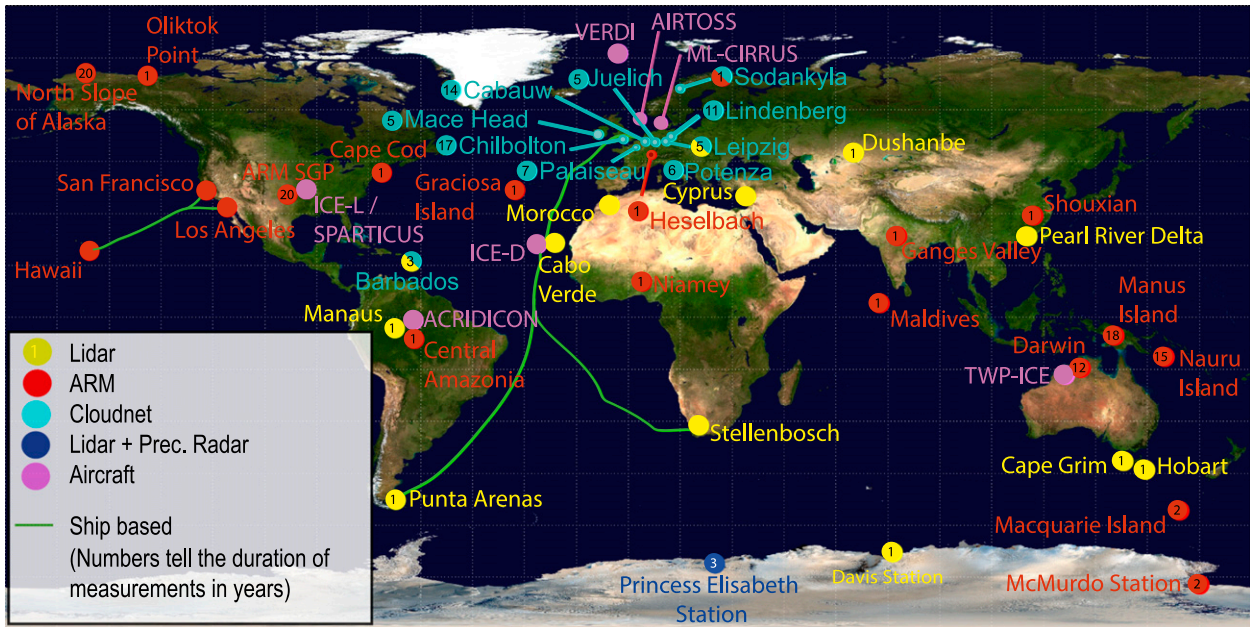 Oliktok
Point
20
1
North Slope
of Alaska
VERDI
AIRTOSS
ML-CIRRUS
14
Cabauw
5
Juelich
1
Sodankyla
5
Mace Head
11
Lindenberg
17
Chilbolton
5
Leipzig
1
Dushanbe
Cape Cod
1
7
Palaiseau
6
Potenza
San Francisco
ARM SGP
20
ICE-L /
SPARTICUS
Graciosa
Island
1
Morocco
Cyprus
1
Heselbach
1
Shouxian
Los Angeles
1
Ganges Valley
Pearl River Delta
Hawaii
ICE-D
Cabo
Verde
3
Barbados
1
Niamey
1
Maldives
Manus
Island
18
Manaus
1
ACRIDICON
1
Central
Amazonia
Darwin
12
TWP-ICE
15
Nauru
Island
1
Lidar
ARM
Cloudnet
Lidar + Prec. Radar
Aircraft
Ship based
(Numbers tell the duration of
measurements in years)
Stellenbosch
Cape Grim
1
1
Hobart
1
Punta Arenas
Macquarie Island
2
3
Princess Elisabeth
Station
1
Davis Station
McMurdo Station
2